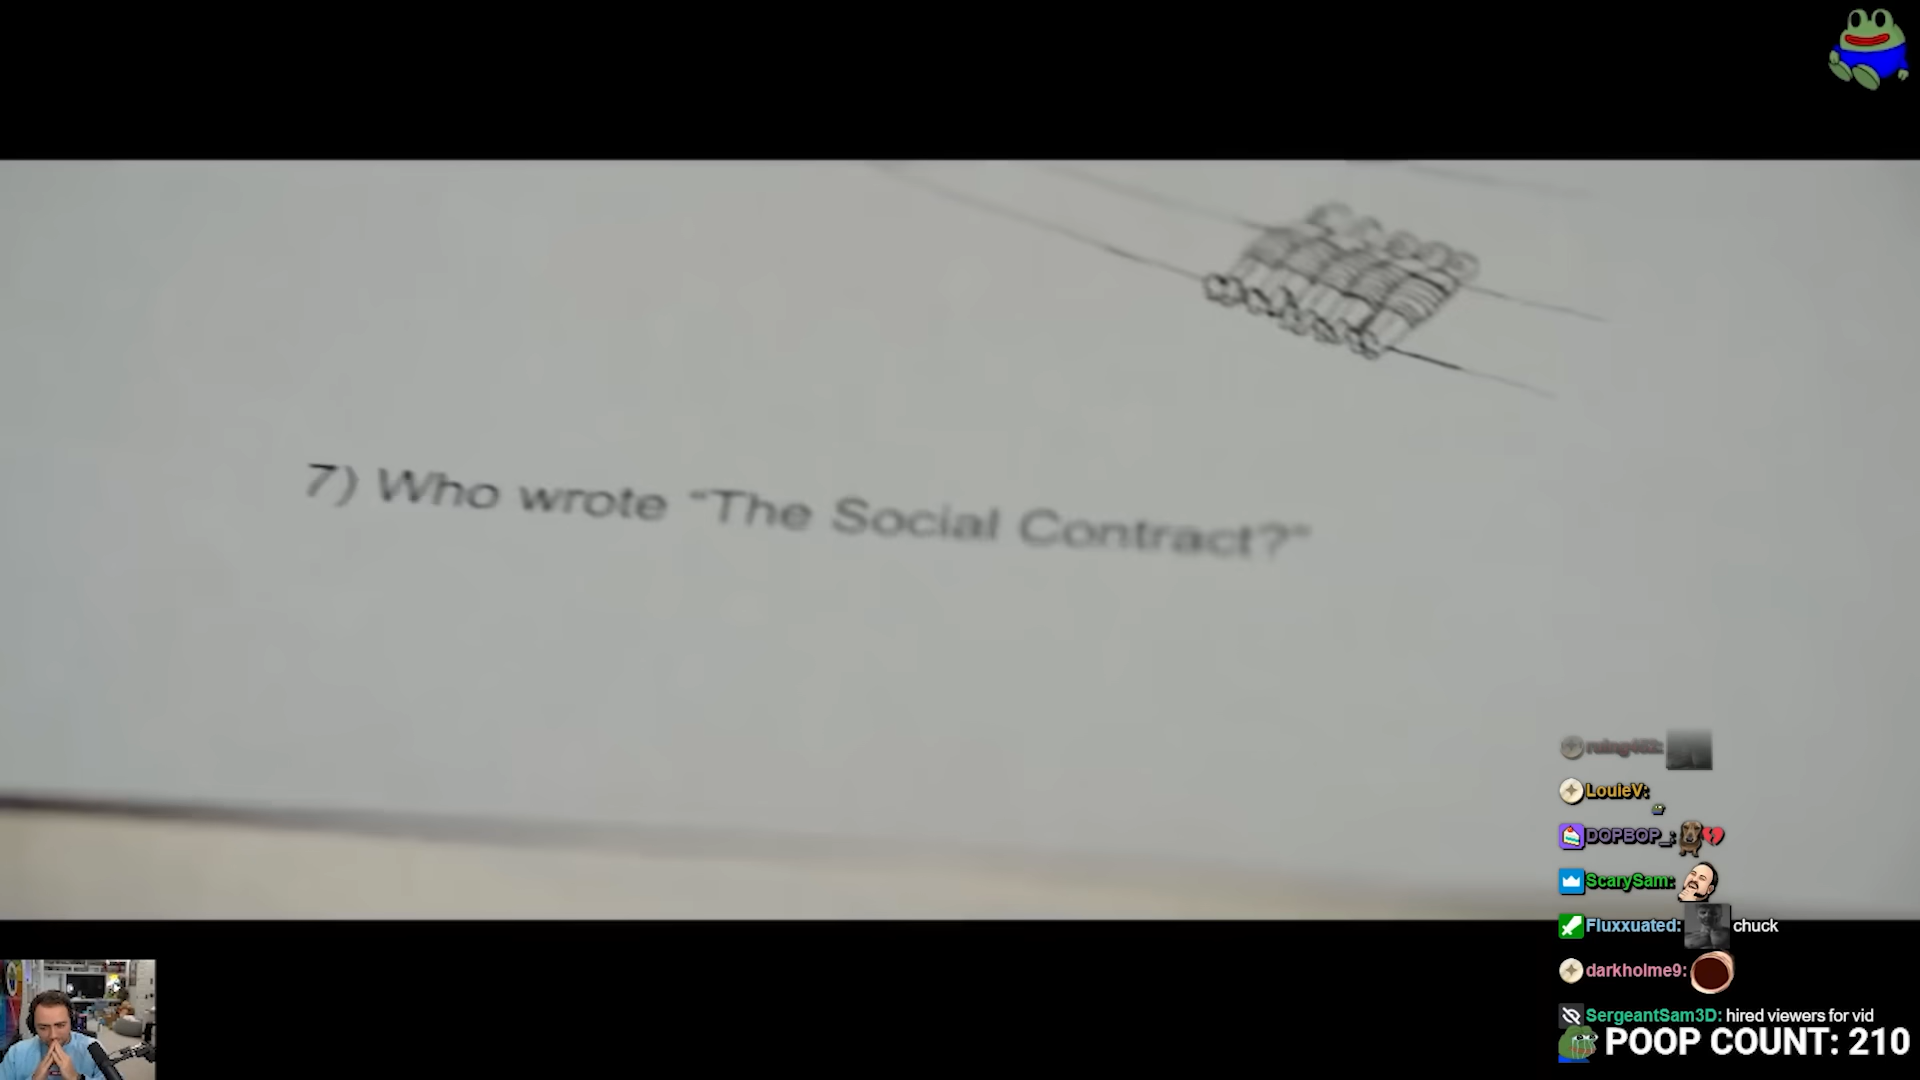 7) Who wrote “The Social Contract?”
LouieV:
DOPBOP_:
ScarySam:
Fluxxuated: chuck
darkholme9:
SergeantSam3D: hired viewers for vid
POOP COUNT: 210